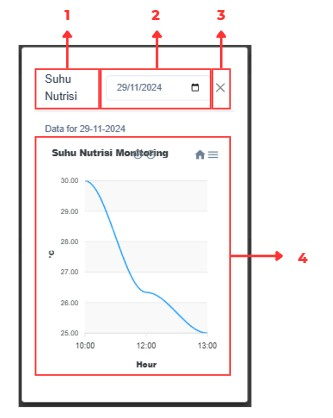 1 2 3
Suhu
Nutrisi
29/11/2024
Data for 29-11-2024
Suhu Nutrisi Monitoring
30.00
29.00
28.00
°C
27.00
26.00
25.00
10:00 12:00 13:00
Hour
4